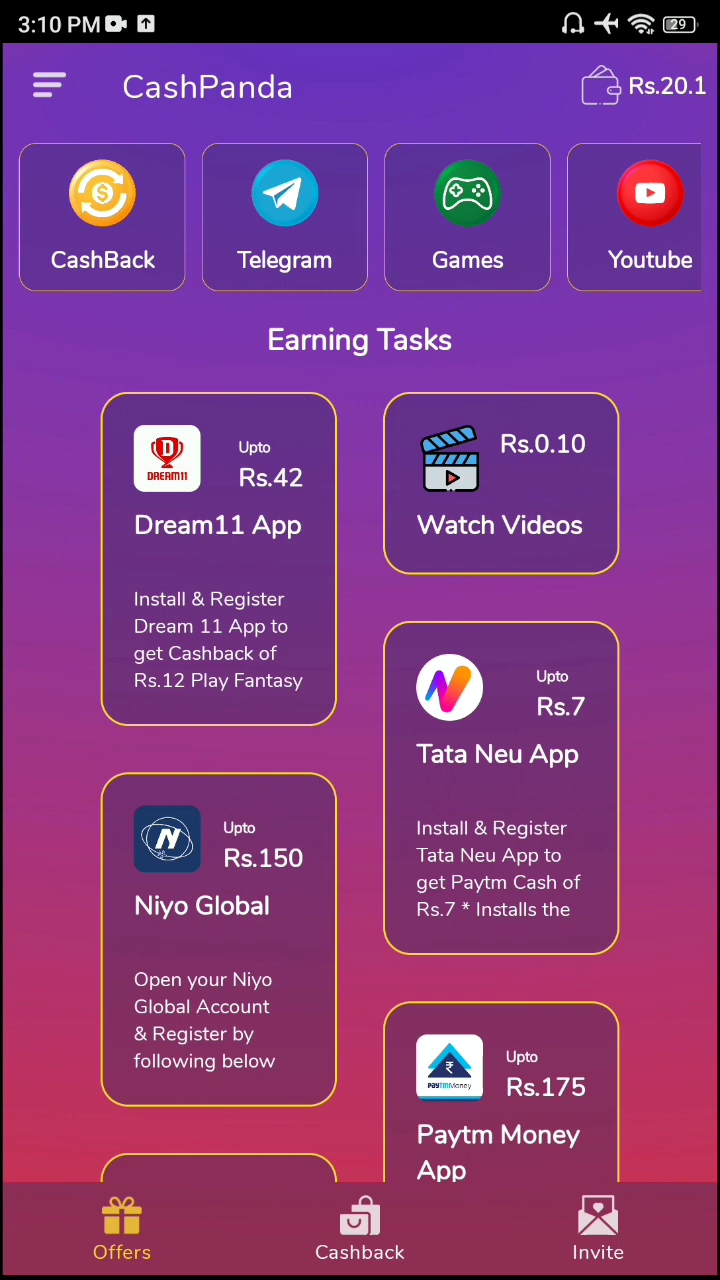 3:10 PM
29
CashPanda
Rs.20.1
CashBack
Telegram
Games
Youtube
Earning Tasks
DREAM11
Upto
Rs.42
Dream11 App
Install & Register
Dream 11 App to
get Cashback of
Rs.12 Play Fantasy
Rs.0.10
Watch Videos
Upto
Rs.7
Tata Neu App
Install & Register
Tata Neu App to
get Paytm Cash of
Rs.7 * Installs the
Upto
Rs.150
Niyo Global
Open your Niyo
Global Account
& Register by
following below
PAYTM Money
Upto
Rs.175
Paytm Money
App
Offers
Cashback
Invite